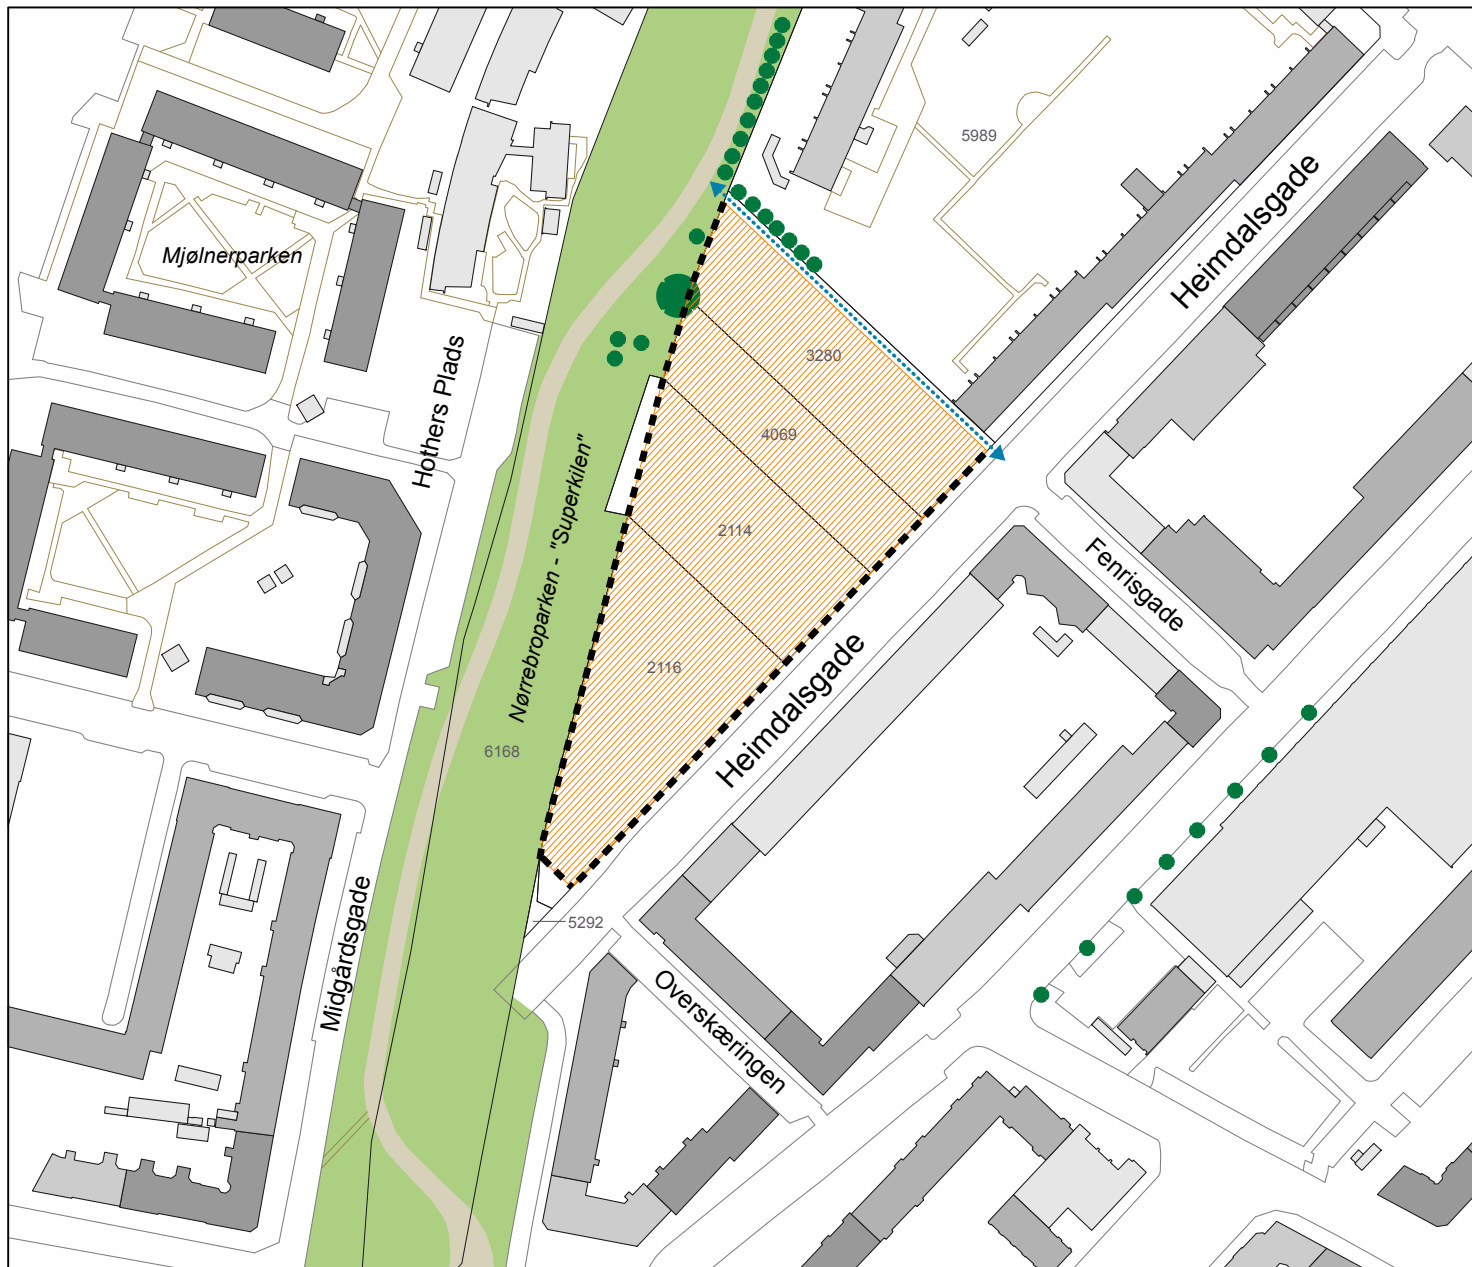 5989
Heimdalsgade
Mjølnerparken
3280
Hothers Plads
4069
Nørrebroparken - "Superkilen"
2114
Fenrisgade
2116
Heimdalsgade
6168
5292
Midgårdsgade
Overskæringen